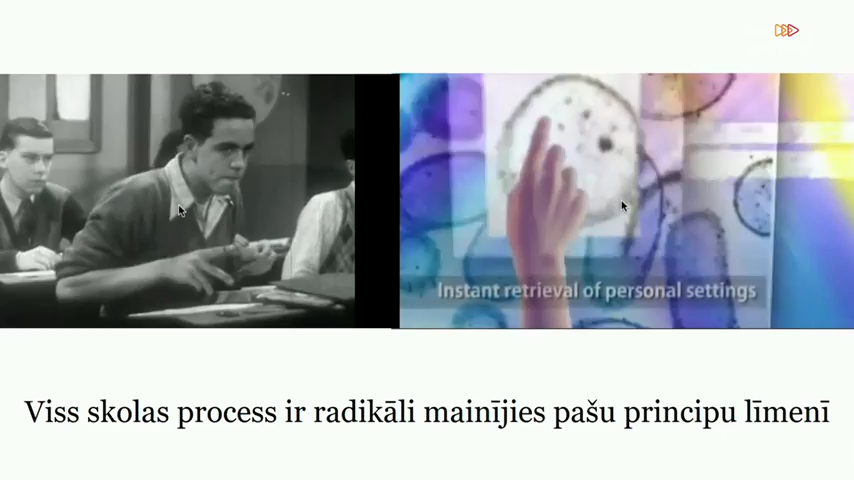 Instant retrieval of personal settings
Viss skolas process ir radikāli mainījies pašu principu līmenī